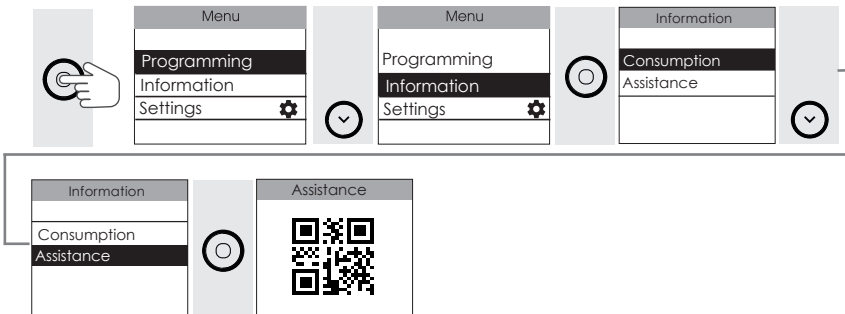 Menu
Programming
Information
Settings
Menu
Programming
Information
Settings
Information
Consumption
Assistance
Information
Consumption
Assistance
Assistance